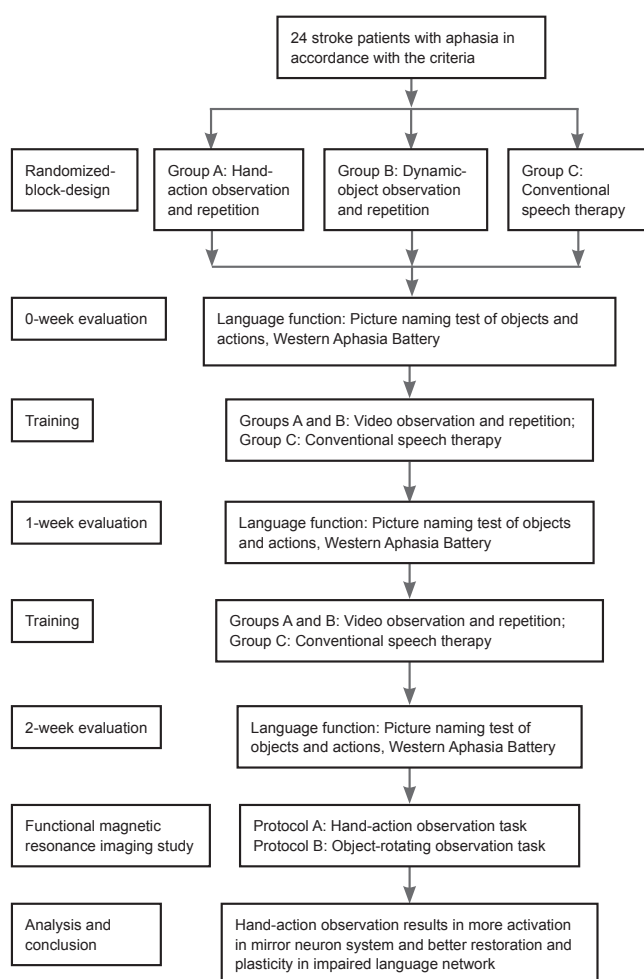 24 stroke patients with aphasia in
accordance with the criteria
Randomized-
block-design
Group A: Hand-
action observation
and repetition
Group B: Dynamic-
object observation
and repetition
Group C:
Conventional
speech therapy
0-week evaluation
Language function: Picture naming test of objects and
actions, Western Aphasia Battery
Training
Groups A and B: Video observation and repetition;
Group C: Conventional speech therapy
1-week evaluation
Language function: Picture naming test of objects
and actions, Western Aphasia Battery
Training
Groups A and B: Video observation and repetition;
Group C: Conventional speech therapy
2-week evaluation
Language function: Picture naming test of
objects and actions, Western Aphasia Battery
Functional magnetic
resonance imaging study
Protocol A: Hand-action observation task
Protocol B: Object-rotating observation task
Analysis and
conclusion
Hand-action observation results in more activation
in mirror neuron system and better restoration and
plasticity in impaired language network